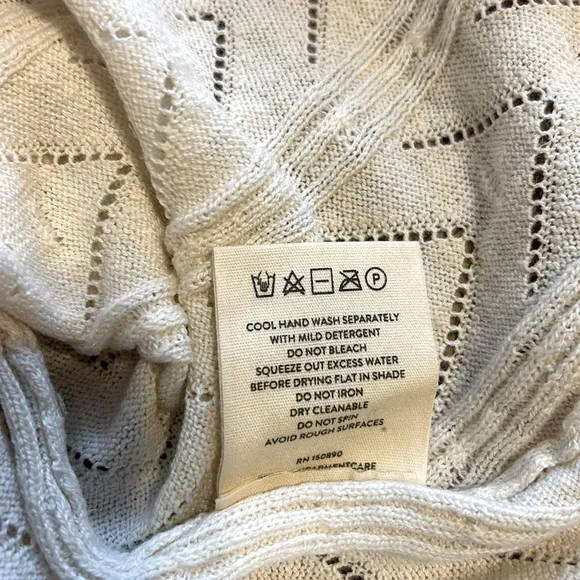 P
COOL HAND WASH SEPARATELY
WITH MILD DETERGENT
DO NOT BLEACH
SQUEEZE OUT EXCESS WATER
BEFORE DRYING FLAT IN SHADE
DO NOT IRON
DRY CLEANABLE
DO NOT SPIN
AVOID ROUGH SURFACES
RN 150890